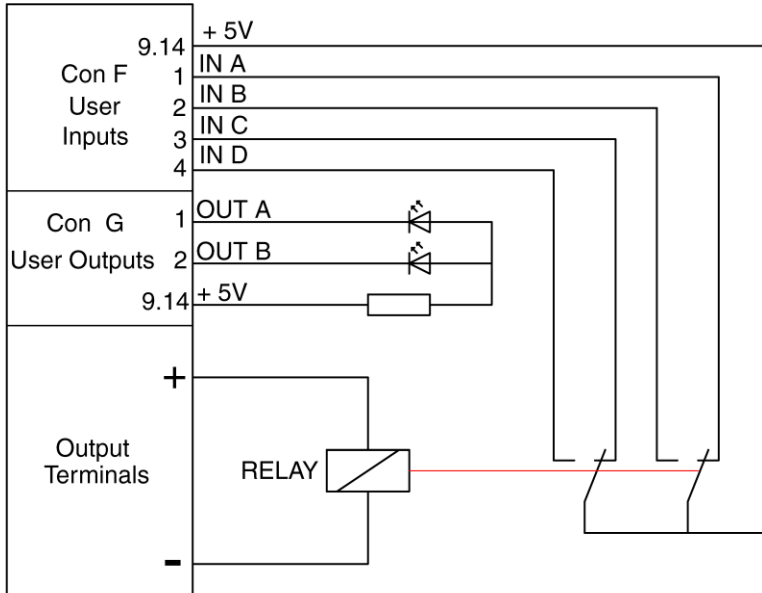 + 5V
9.14
Con F
User
Inputs
1 IN A
2 IN B
3 IN C
4 IN D
Con G
User Outputs
1 OUT A
2 OUT B
9.14 + 5V
+
Output
Terminals
RELAY
-